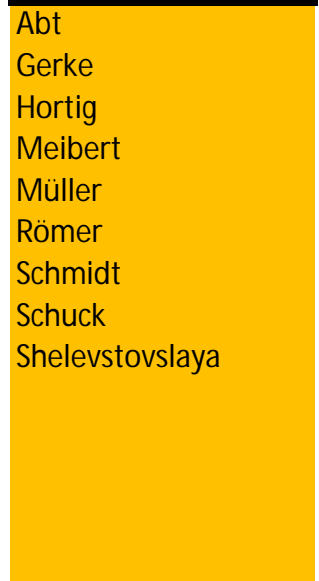 Abt
Gerke
Hortig
Meibert
Müller
Römer
Schmidt
Schuck
Shelevstovslaya